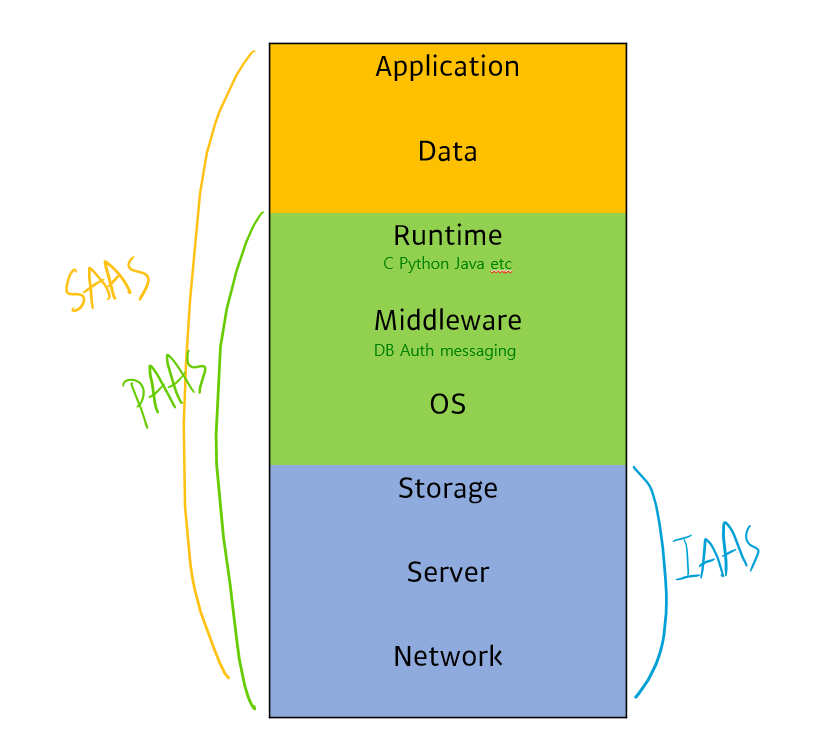 Application
Data
Runtime
C Python Java etc
Middleware
DB Auth messaging
OS
Storage
Server
Network
SAAS
PAAS
IAAS